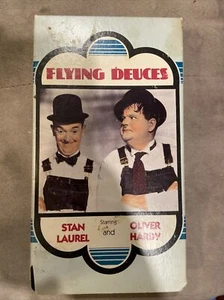 FLYING DEUCES
Starring
STAN
LAUREL
and
OLIVER
HARDY